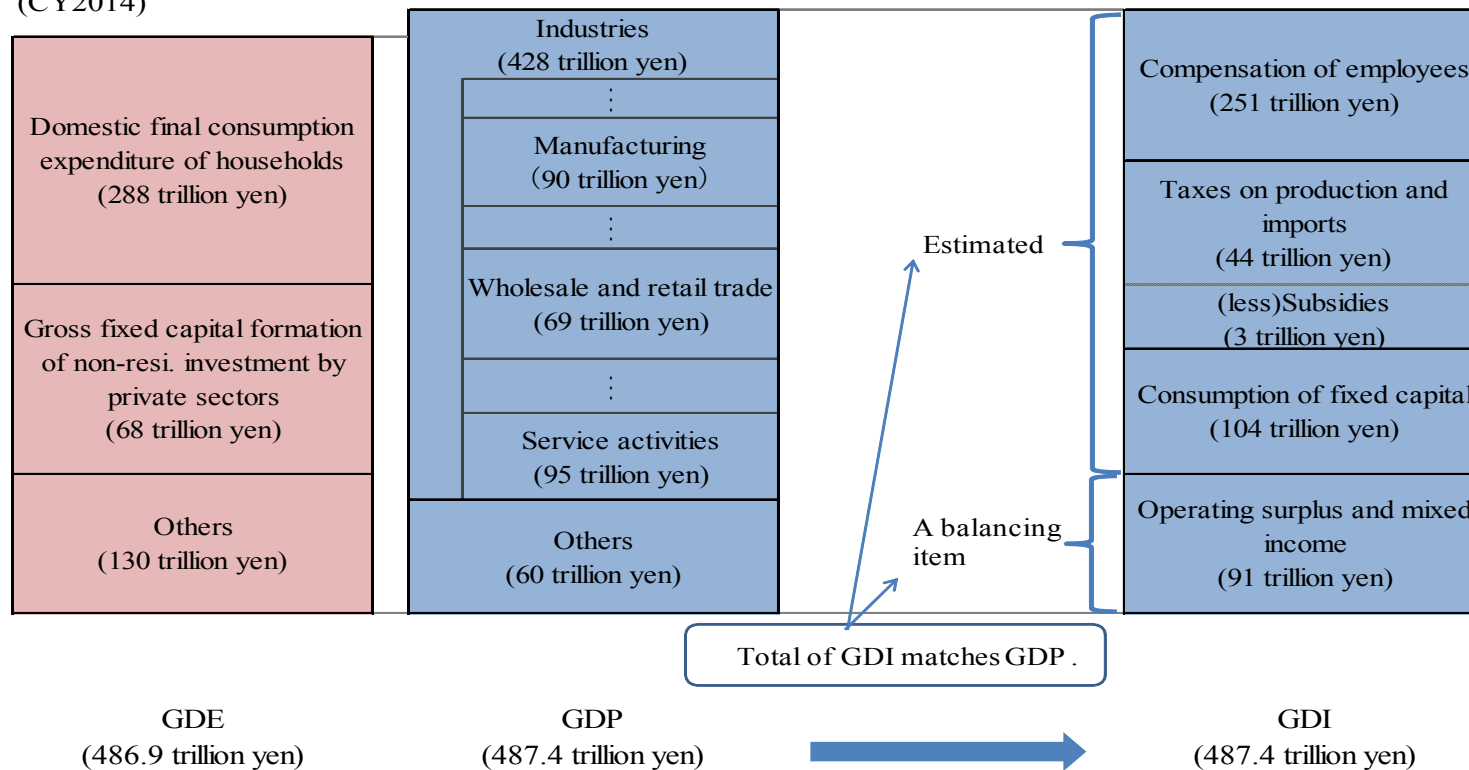 (CY2014)
Domestic final consumption
expenditure of households
(288 trillion yen)
Gross fixed capital formation
of non-resi. investment by
private sectors
(68 trillion yen)
Others
(130 trillion yen)
Industries
(428 trillion yen)
⋮
Manufacturing
(90 trillion yen)
⋮
Wholesale and retail trade
(69 trillion yen)
⋮
Service activities
(95 trillion yen)
Others
(60 trillion yen)
Estimated
A balancing
item
Compensation of employees
(251 trillion yen)
Taxes on production and
imports
(44 trillion yen)
(less)Subsidies
(3 trillion yen)
Consumption of fixed capital
(104 trillion yen)
Operating surplus and mixed
income
(91 trillion yen)
Total of GDI matches GDP .
GDE
(486.9 trillion yen)
GDP
(487.4 trillion yen)
GDI
(487.4 trillion yen)